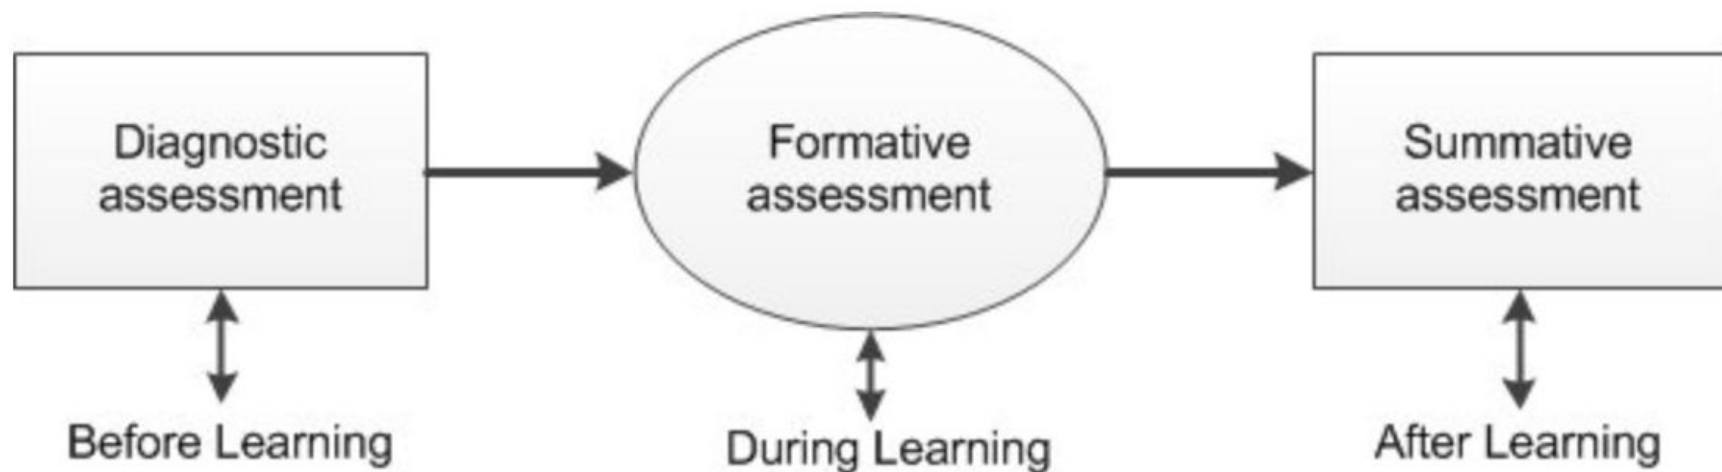 Diagnostic
assessment
Formative
assessment
Summative
assessment
Before Learning
During Learning
After Learning